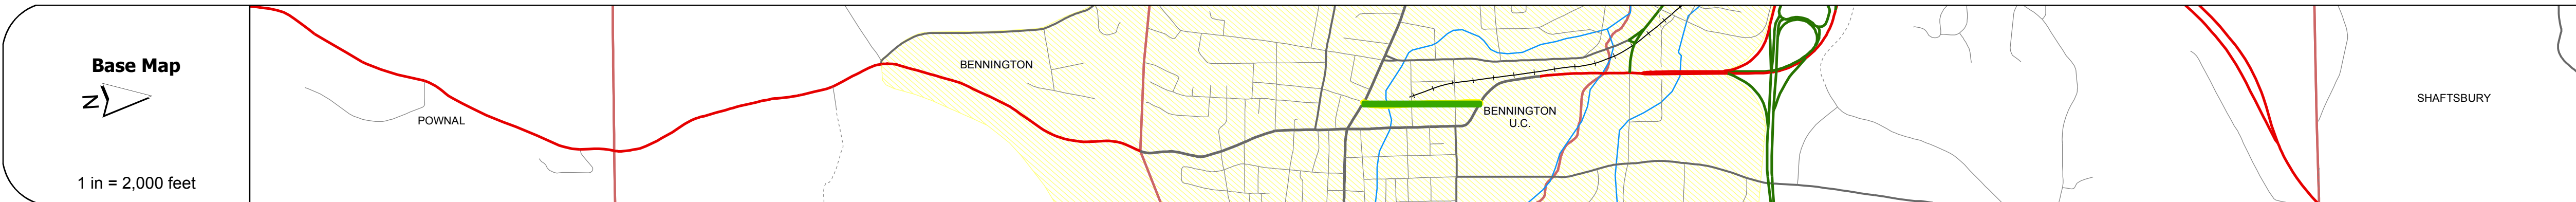 Base Map
N
1 in = 2,000 feet
POWNAL
BENNINGTON
BENNINGTON
U.C.
SHAFTSBURY